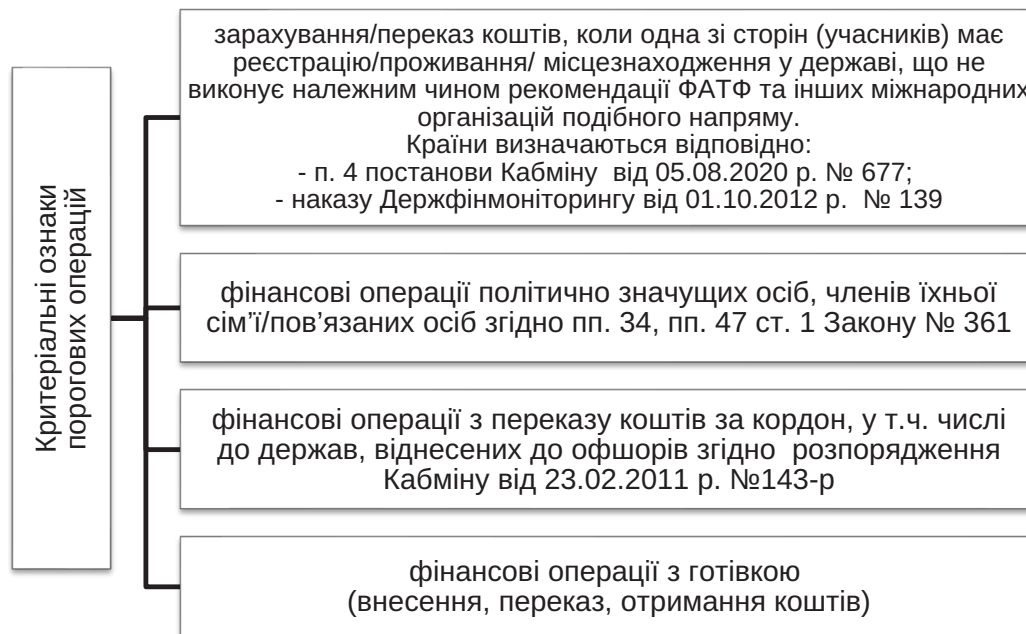 Критеріальні ознаки
порогових операцій
зарахування/переказ коштів, коли одна зі сторін (учасників) має
реєстрацію/проживання/ місцезнаходження у державі, що не
виконує належним чином рекомендації ФАТФ та інших міжнародних
організацій подібного напряму.
Країни визначаються відповідно:
- п. 4 постанови Кабміну від 05.08.2020 р. № 677;
- наказу Держфінмоніторингу від 01.10.2012 р. № 139
фінансові операції політично значущих осіб, членів їхньої
сім’ї/пов’язаних осіб згідно пп. 34, пп. 47 ст. 1 Закону № 361
фінансові операції з переказу коштів за кордон, у т.ч. числі
до держав, віднесених до офшорів згідно розпорядження
Кабміну від 23.02.2011 р. №143-р
фінансові операції з готівкою
(внесення, переказ, отримання коштів)